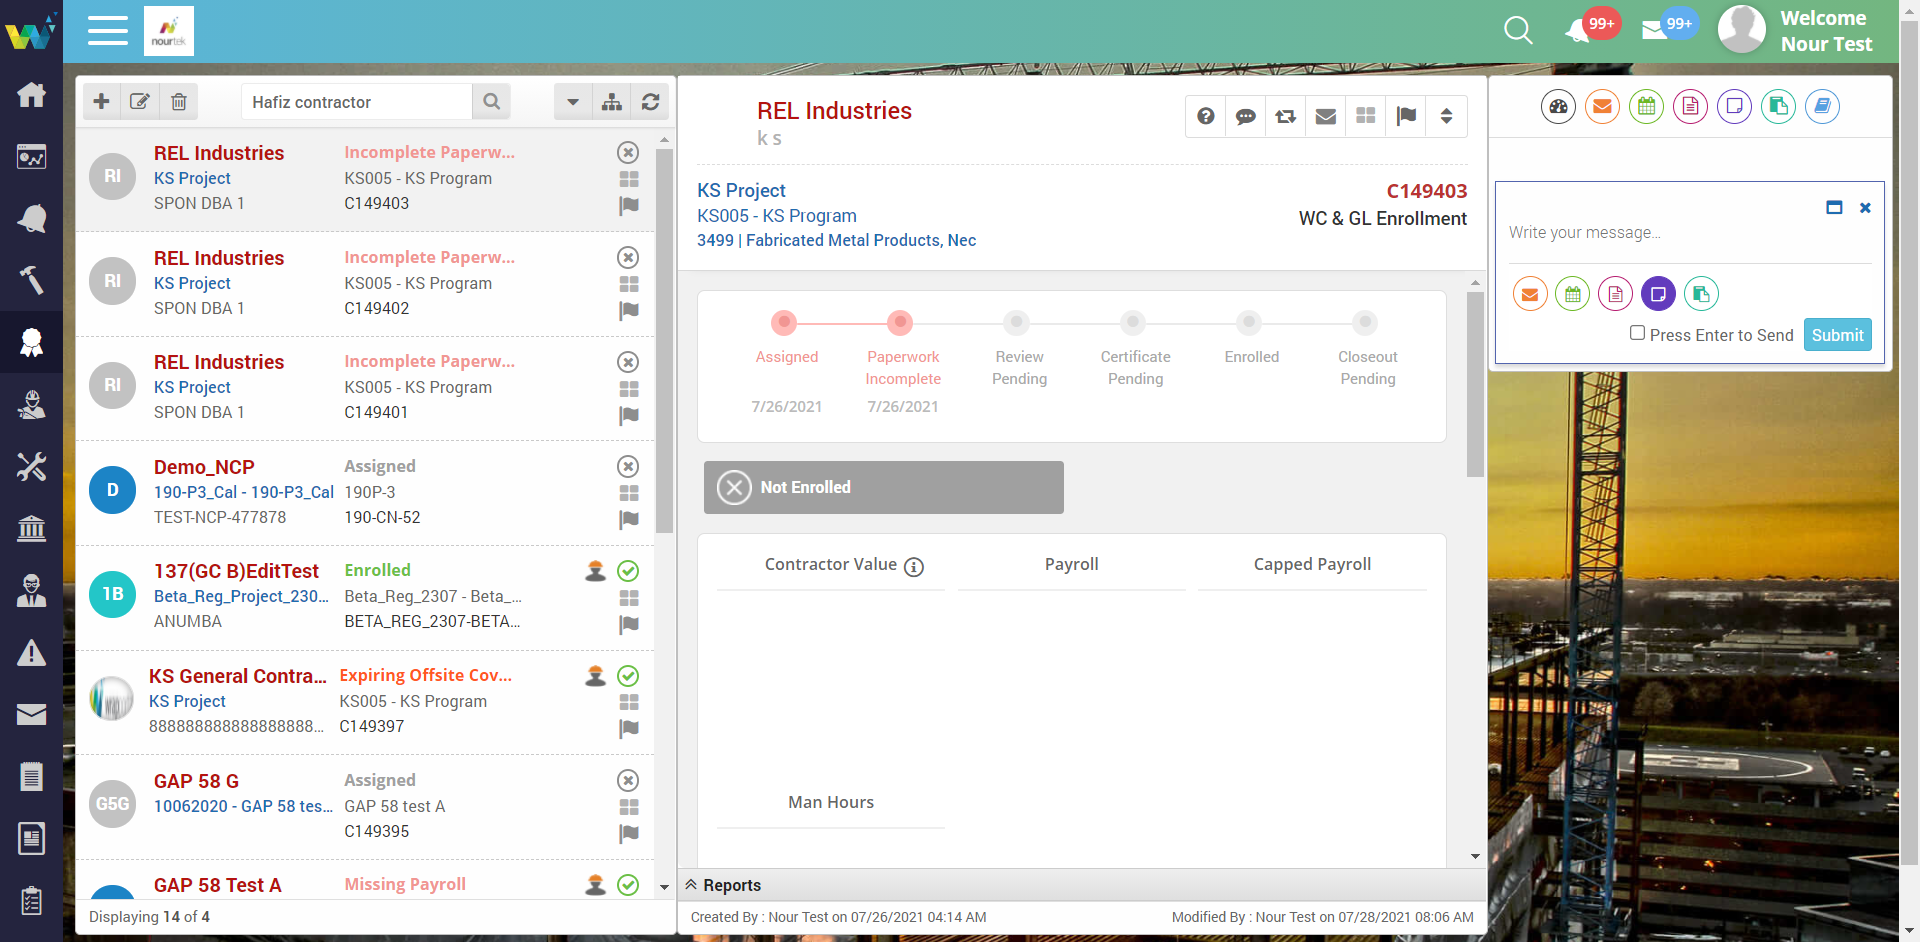 nourtek
99+
99+
Welcome
Nour Test
Hafiz contractor
RI
REL Industries
Incomplete Paperw...
KS Project
KS005 - KS Program
SPON DBA 1
C149403
RI
REL Industries
Incomplete Paperw...
KS Project
KS005 - KS Program
SPON DBA 1
C149402
RI
REL Industries
Incomplete Paperw...
KS Project
KS005 - KS Program
SPON DBA 1
C149401
D
Demo_NCP
Assigned
190-P3_Cal - 190-P3_Cal
190P-3
TEST-NCP-477878
190-CN-52
1B
137(GC B)EditTest
Enrolled
Beta_Reg_Project_230...
Beta_Reg_2307 - Beta_...
ANUMBA
BETA_REG_2307-BETA...
KS General Contra...
Expiring Offsite Cov...
KS Project
KS005 - KS Program
888888888888888888...
C149397
G5G
GAP 58 G
Assigned
10062020 - GAP 58 tes...
GAP 58 test A
C149395
GAP 58 Test A
Missing Payroll
Displaying 14 of 4
REL Industries
k s
KS Project
KS005 - KS Program
3499 | Fabricated Metal Products, Nec
C149403
WC & GL Enrollment
Assigned
7/26/2021
Paperwork
Incomplete
7/26/2021
Review
Pending
Certificate
Pending
Enrolled
Closeout
Pending
Not Enrolled
Contractor Value
Payroll
Capped Payroll
Man Hours
Reports
Created By : Nour Test on 07/26/2021 04:14 AM
Modified By : Nour Test on 07/28/2021 08:06 AM
Write your message...
Press Enter to Send
Submit